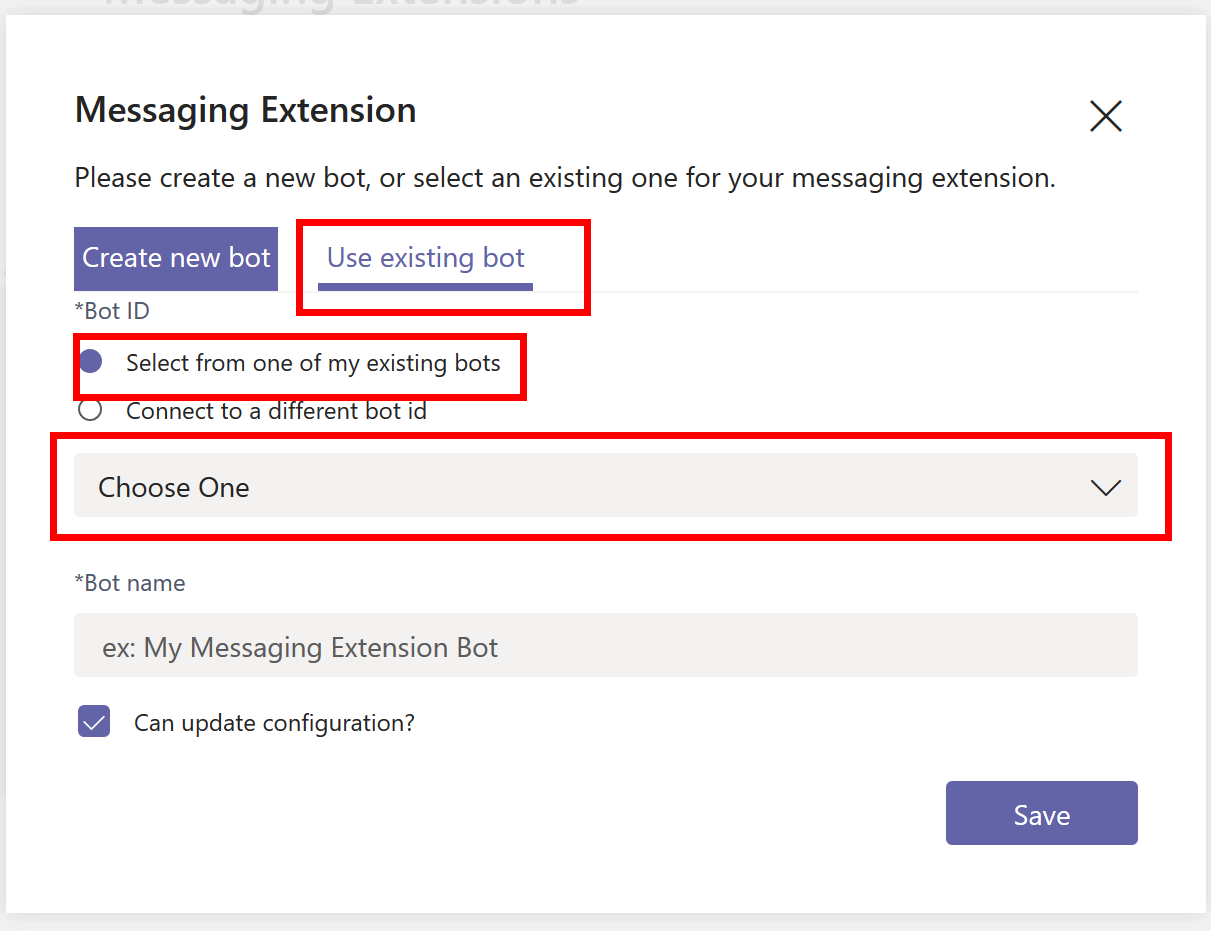 Messaging Extensions
Messaging Extension
Please create a new bot, or select an existing one for your messaging extension.
Create new bot
Use existing bot
*Bot ID
Select from one of my existing bots
Connect to a different bot id
Choose One
*Bot name
ex: My Messaging Extension Bot
Can update configuration?
Save